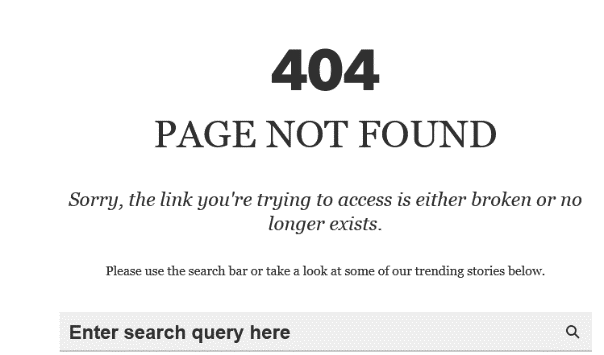 404
PAGE NOT FOUND
Sorry, the link you're trying to access is either broken or no
longer exists.
Please use the search bar or take a look at some of our trending stories below.
Enter search query here